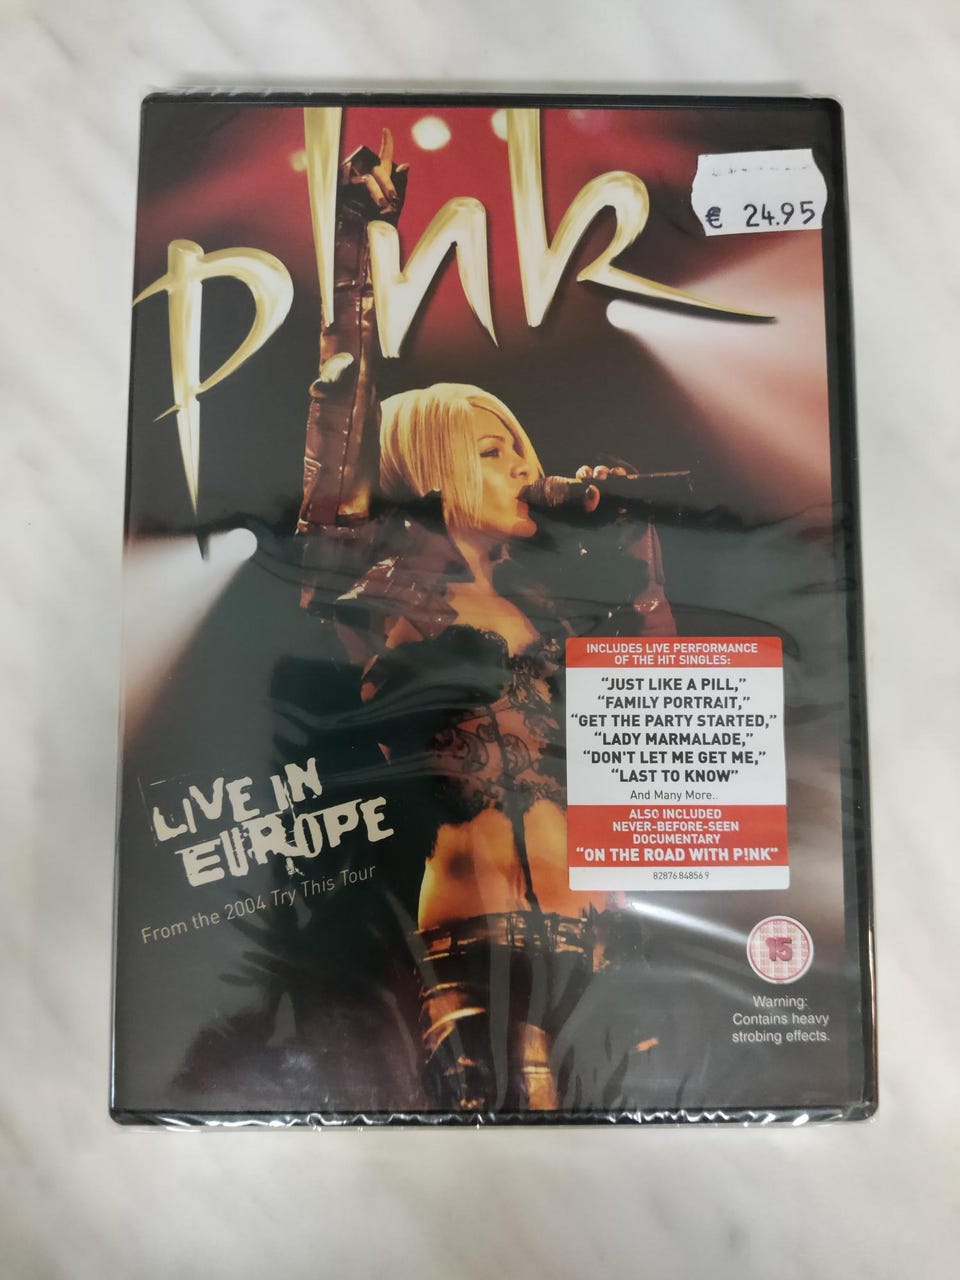 p!nk
€ 24.95
INCLUDES LIVE PERFORMANCE
OF THE HIT SINGLES:
“JUST LIKE A PILL,”
“FAMILY PORTRAIT,”
“GET THE PARTY STARTED,”
“LADY MARMALADE,”
“DON'T LET ME GET ME,”
“LAST TO KNOW”
And Many More..
ALSO INCLUDED
NEVER-BEFORE-SEEN
DOCUMENTARY
“ON THE ROAD WITH P!NK”
82876 84856 9
LIVE IN
EUROPE
From the 2004 Try This Tour
15
Warning:
Contains heavy
strobing effects.